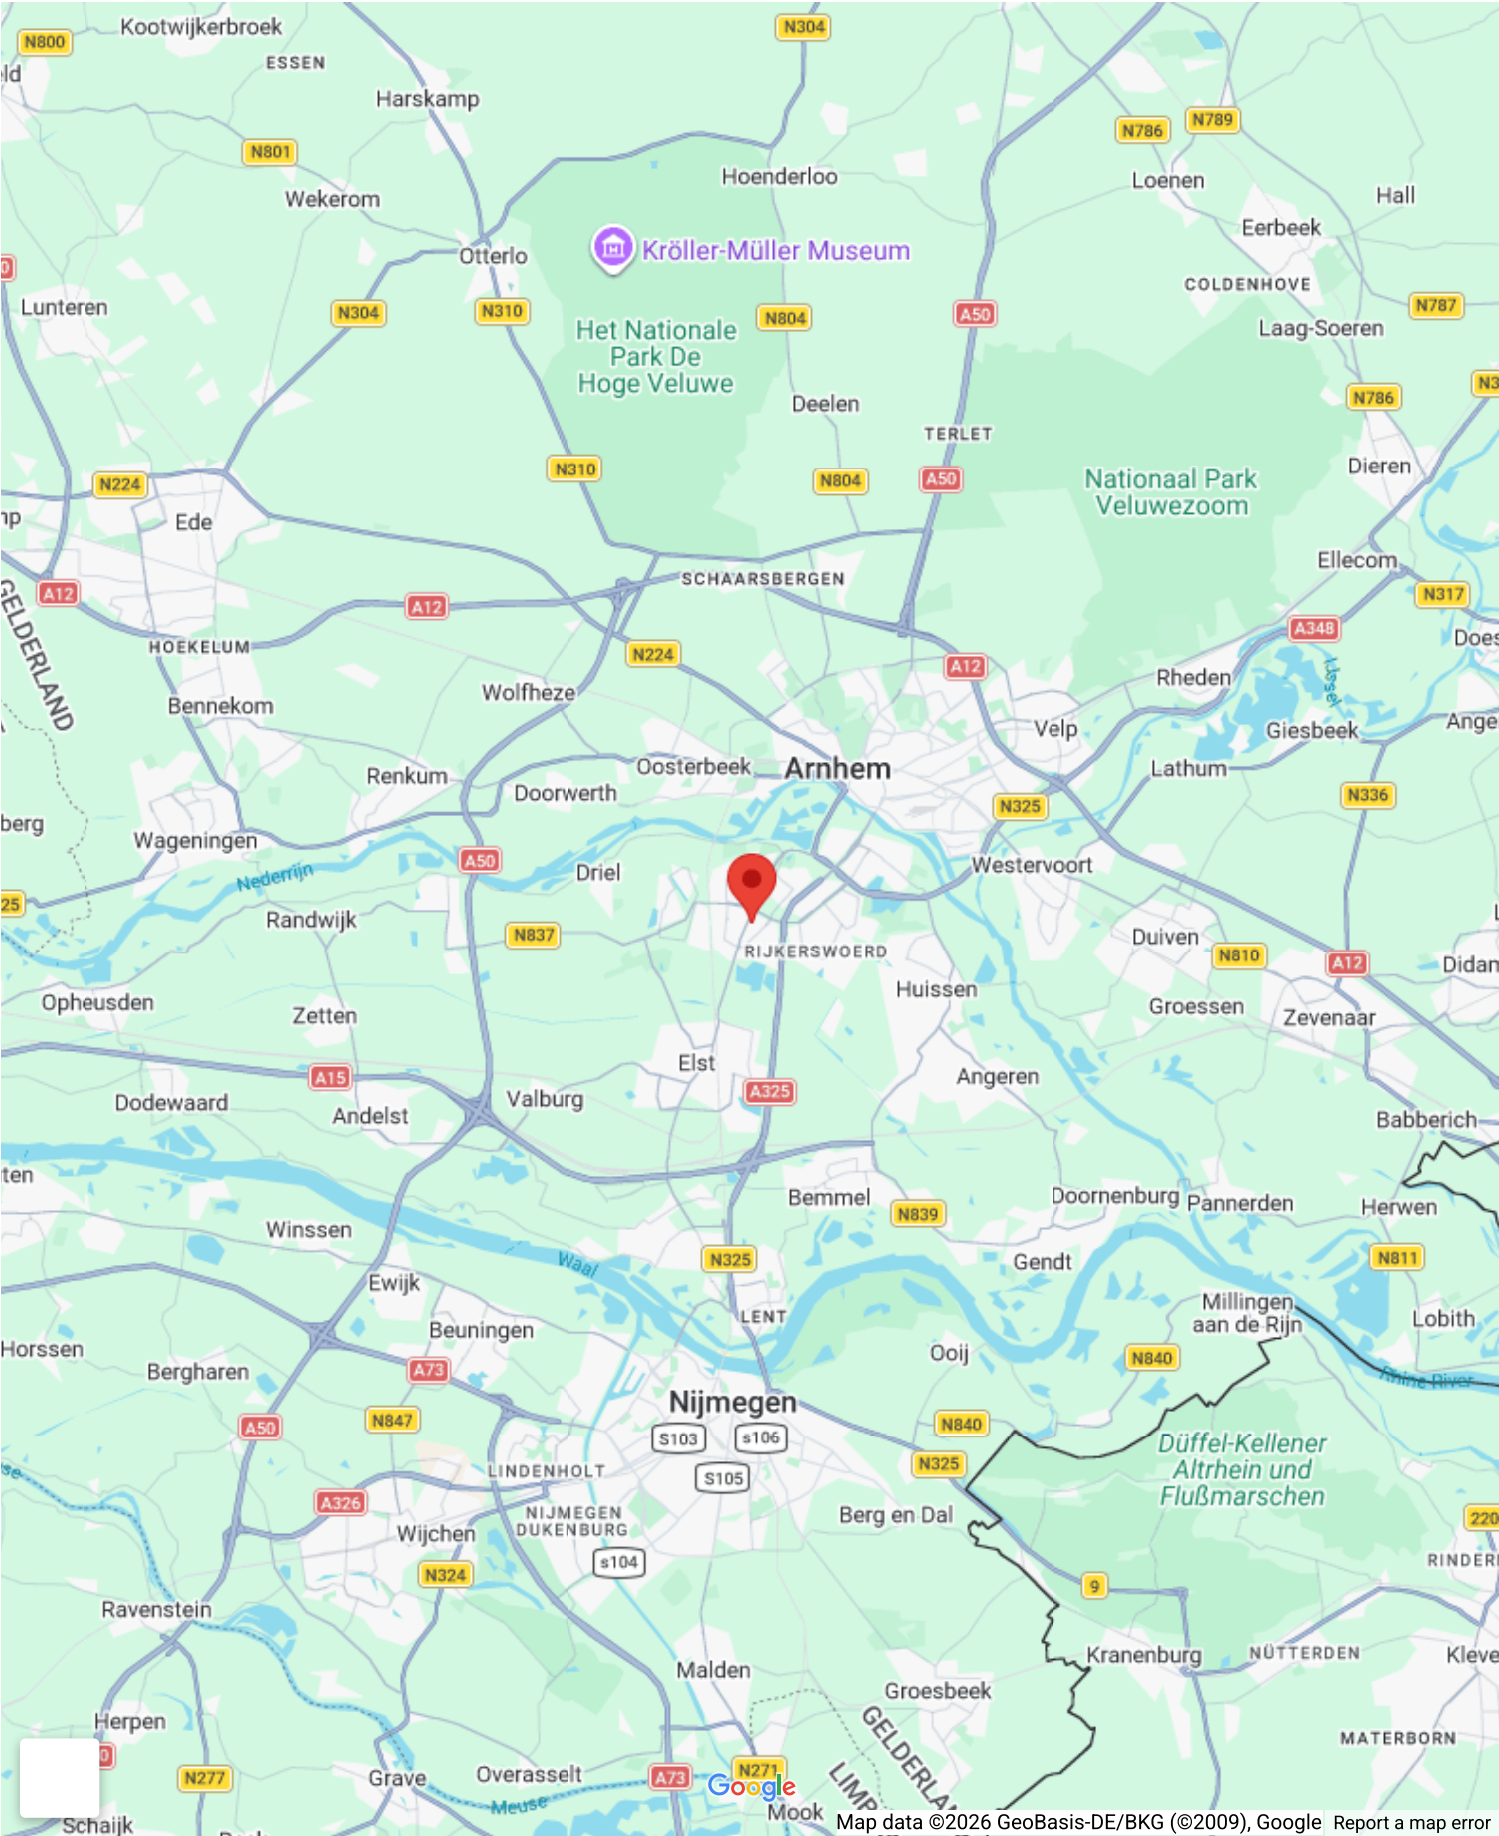 Kootwijkerbroek
N304
N800
ESSEN
Harskamp
N801
N786
N789
Hoenderloo
Loenen
Wekerom
Hall
Eerbeek
Kröller-Müller Museum
Otterlo
COLDENHOVE
Lunteren
N304
N310
N804
A50
N787
Laag-Soeren
Het Nationale
Park De
Hoge Veluwe
Deelen
N786
TERLET
Dieren
N310
N804
A50
Nationaal Park
Veluwezoom
N224
Ede
Ellecom
SCHAARSBERGEN
A12
A12
N317
GELDERLAND
A348
HOEKELUM
N224
A12
Rheden
IJssel
Wolfheze
Bennekom
Velp
Giesbeek
Oosterbeek
Arnhem
Lathum
Renkum
Doorwerth
N325
N336
Wageningen
A50
Westervoort
Driel
Nederrijn
Randwijk
N837
RIJKERSWOERD
Duiven
N810
A12
Huissen
Opheusden
Zetten
Groessen
Zevenaar
Elst
A15
A325
Angeren
Dodewaard
Andelst
Valburg
Babberich
Bemmel
N839
Doornenburg
Pannerden
Herwen
Winssen
Waal
N325
Gendt
N811
Ewijk
LENT
Millingen
aan de Rijn
Lobith
Beuningen
Horssen
Bergharen
A73
Ooij
N840
Rhine River
Nijmegen
A50
N847
S103
s106
N840
Düffel-Kellener
Altrhein und
Flußmarschen
N325
LINDENHOLT
S105
A326
NIJMEGEN
DUKENBURG
Berg en Dal
Wijchen
s104
N324
9
Ravenstein
Kranenburg
NÜTTERDEN
Malden
Groesbeek
Herpen
MATERBORN
N277
Grave
Overasselt
A73
N271
Google
Meuse
Mook
Schaijk
Map data ©2026 GeoBasis-DE/BKG (©2009), Google
Report a map error